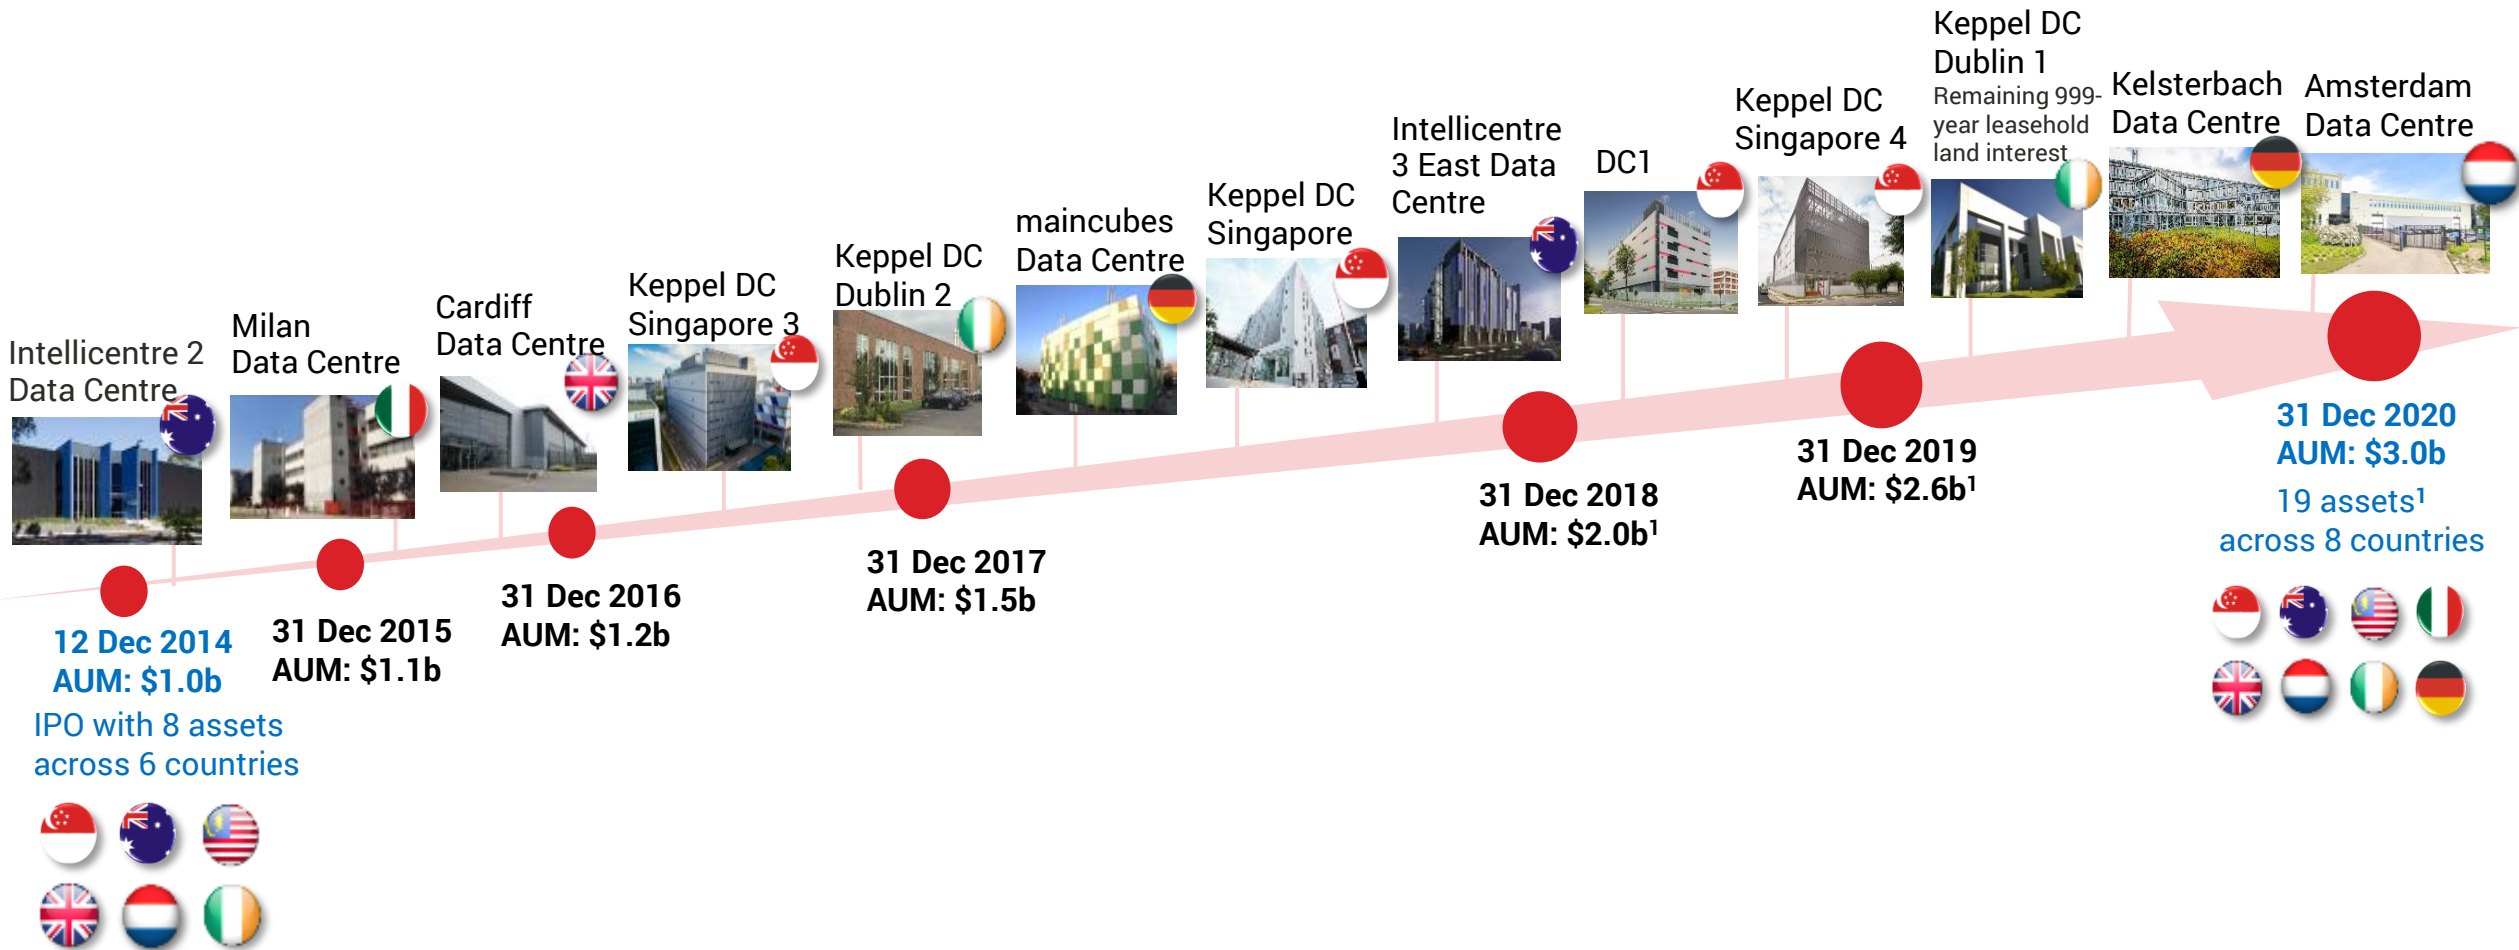 Intellicentre 2
Data Centre
Milan
Data Centre
Cardiff
Data Centre
Keppel DC
Singapore 3
Keppel DC
Dublin 2
maincubes
Data Centre
Keppel DC
Singapore
Intellicentre
3 East Data
Centre
DC1
Keppel DC
Singapore 4
Keppel DC
Dublin 1
Remaining 999-
year leasehold
land interest
Kelsterbach
Data Centre
Amsterdam
Data Centre
12 Dec 2014
AUM: $1.0b
IPO with 8 assets
across 6 countries
31 Dec 2015
AUM: $1.1b
31 Dec 2016
AUM: $1.2b
31 Dec 2017
AUM: $1.5b
31 Dec 2018
AUM: $2.0b¹
31 Dec 2019
AUM: $2.6b¹
31 Dec 2020
AUM: $3.0b
19 assets¹
across 8 countries